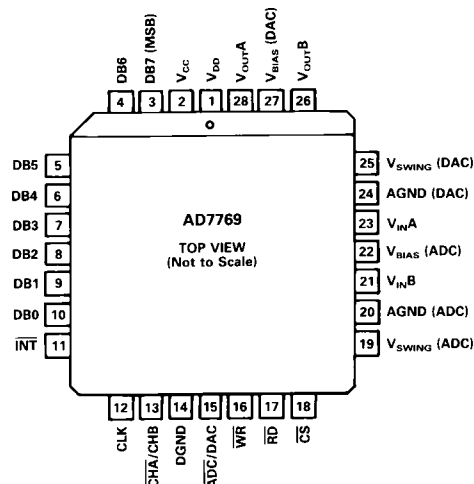 DB6
DB7 (MSB)
VCC
VDD
VOUTA
VBIAS (DAC)
VOUTB
4 3 2 1 28 27 26
DB5 5
DB4 6
DB3 7
DB2 8
DB1 9
DB0 10
INT 11
AD7769
TOP VIEW
(Not to Scale)
25 VSWING (DAC)
24 AGND (DAC)
23 VINA
22 VBIAS (ADC)
21 VINB
20 AGND (ADC)
19 VSWING (ADC)
12 13 14 15 16 17 18
CLK
CHA/CHB
DGND
ADC/DAC
WR
RD
CS